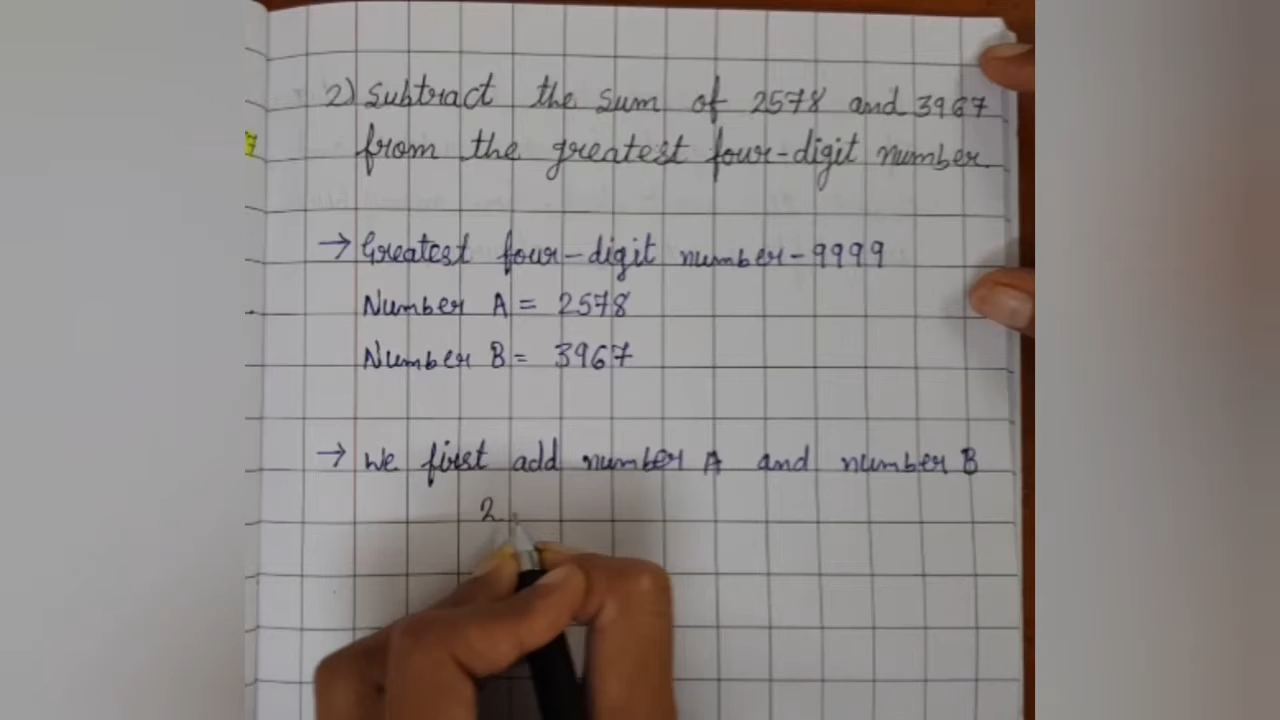 2) Subtract the sum of 2578 and 3967
from the greatest four-digit number
→ Greatest four-digit number - 9999
Number A = 2578
Number B = 3967
→ We first add number A and number B
2